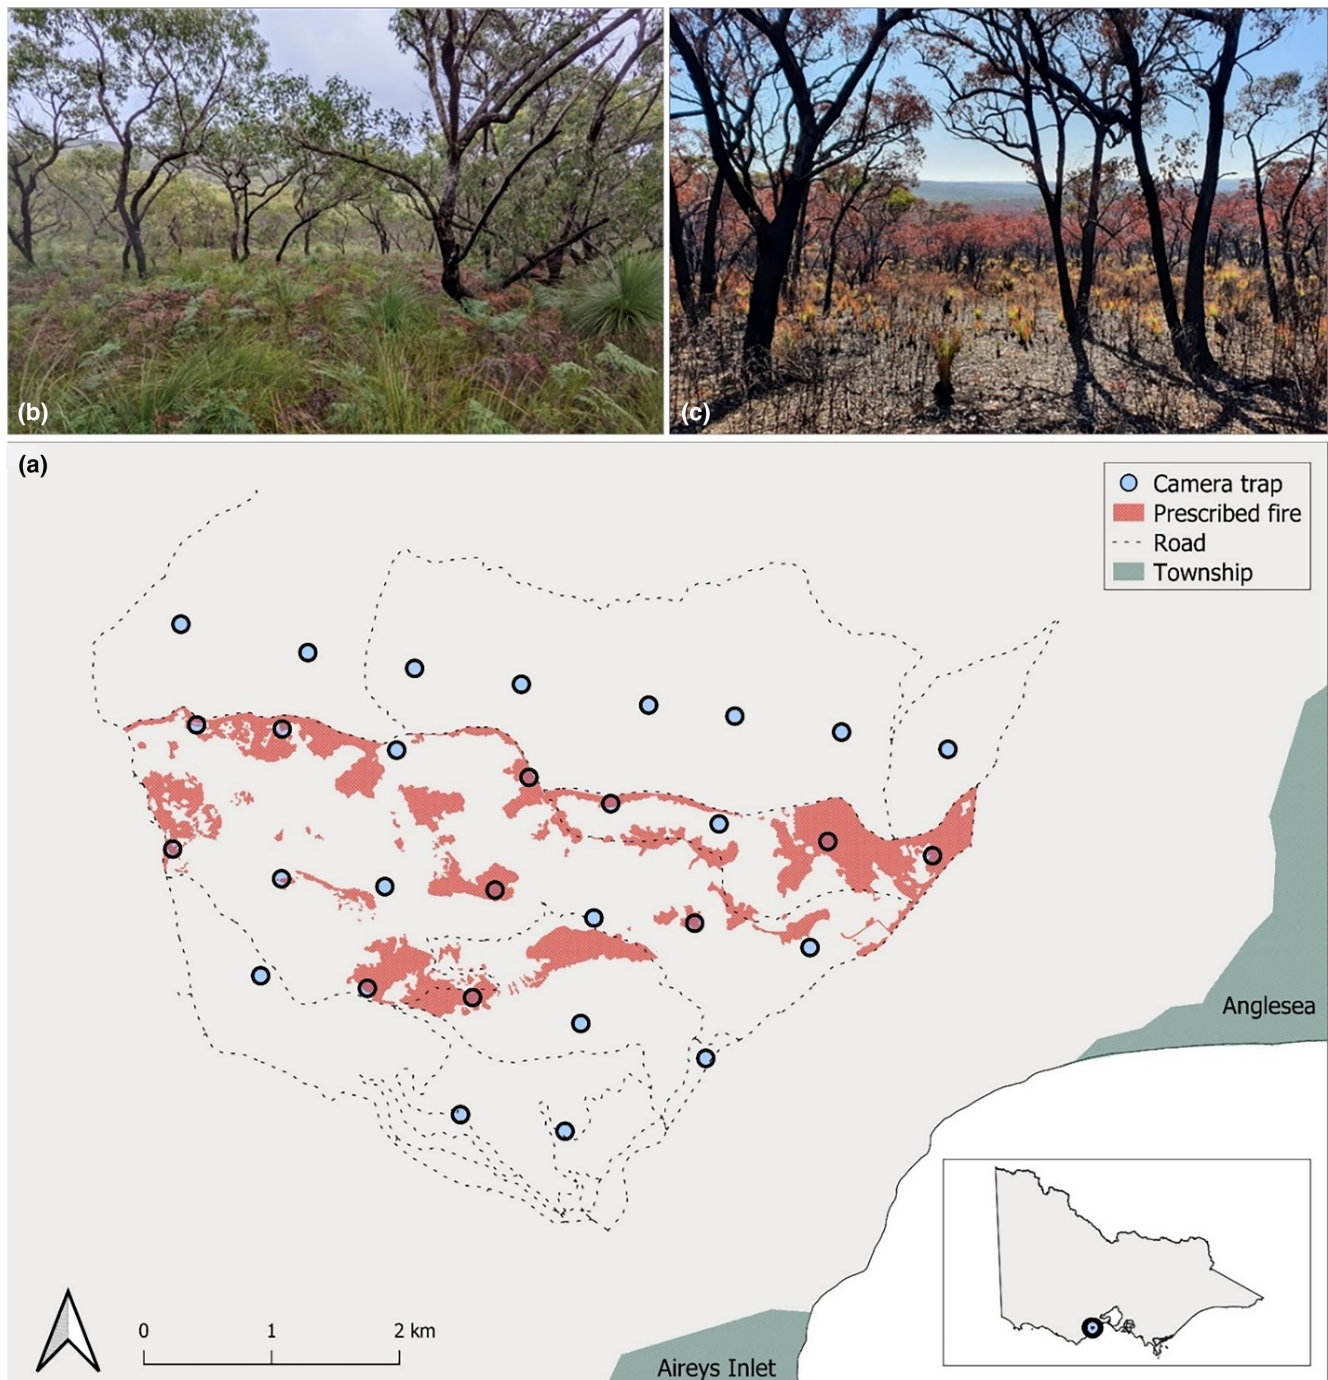 (b)
(c)
(a)
Camera trap
Prescribed fire
Road
Township
Anglesea
0 1 2 km
Aireys Inlet